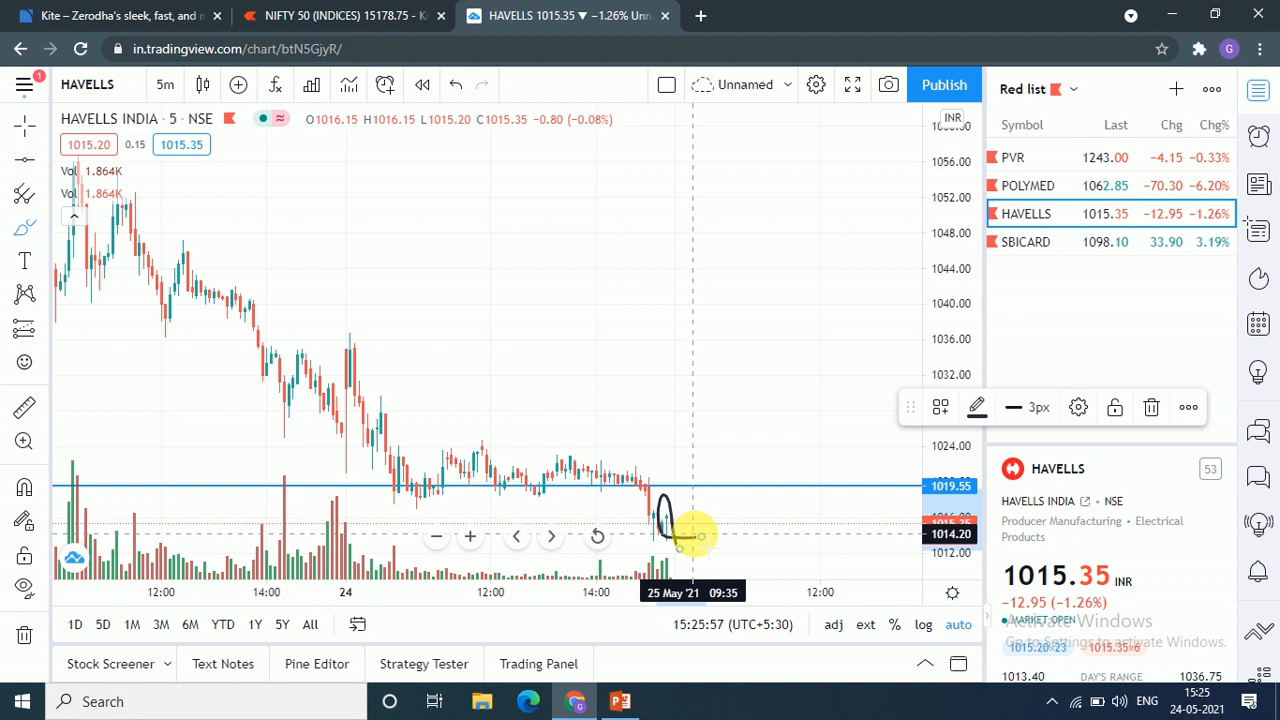 Kite – Zerodha's sleek, fast, and n
NIFTY 50 (INDICES) 15178.75 - K
HAVELLS 1015.35 ▼ −1.26% Unn
in.tradingview.com/chart/btN5GjyR/
G
1
HAVELLS
5m
Unnamed
Publish
Red list
HAVELLS INDIA · 5 · NSE
O1016.15 H1016.15 L1015.20 C1015.35 −0.80 (−0.08%)
INR
Symbol Last Chg Chg%
1015.20 0.15 1015.35
PVR 1243.00 −4.15 −0.33%
POLYMED 1062.85 −70.30 −6.20%
HAVELLS 1015.35 −12.95 −1.26%
SBICARD 1098.10 33.90 3.19%
Vol 1.864K
Vol 1.864K
1056.00
1052.00
1048.00
1044.00
1040.00
1036.00
1032.00
1028.00
1024.00
1019.55
1014.20
1012.00
3px
HAVELLS
53
HAVELLS INDIA · NSE
Producer Manufacturing • Electrical
Products
1015.35 INR
−12.95 (−1.26%)
MARKET OPEN
Activate Windows
Go to Settings to activate Windows.
1015.20×23 1015.35×6
1013.40 DAY'S RANGE 1036.75
12:00 14:00 24 12:00 14:00 25 May '21 09:35 12:00
1D 5D 1M 3M 6M YTD 1Y 5Y All
15:25:57 (UTC+5:30) adj ext % log auto
Stock Screener Text Notes Pine Editor Strategy Tester Trading Panel
Search
ENG
15:25
24-05-2021